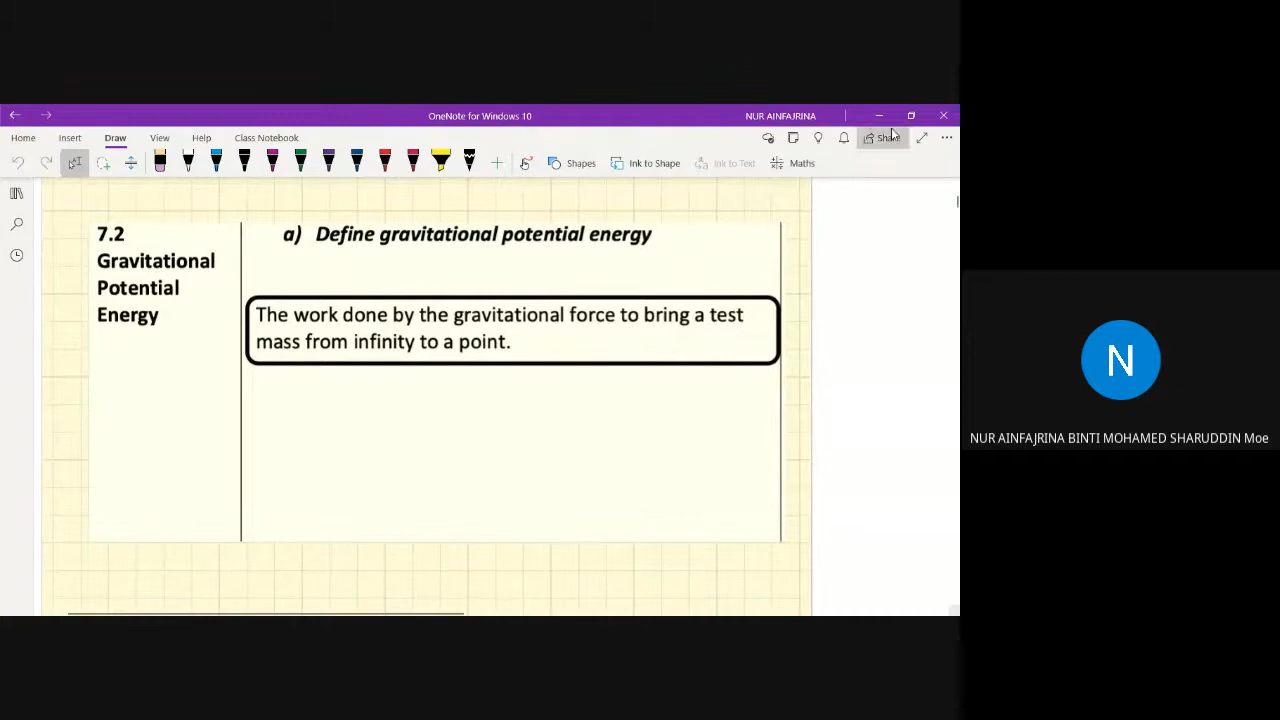 OneNote for Windows 10
NUR AINFAJRINA
Home Insert Draw View Help Class Notebook
Share
Shapes Ink to Shape Ink to Text Maths
7.2
Gravitational
Potential
Energy
a) Define gravitational potential energy
The work done by the gravitational force to bring a test
mass from infinity to a point.
N
NUR AINFAJRINA BINTI MOHAMED SHARUDDIN Moe